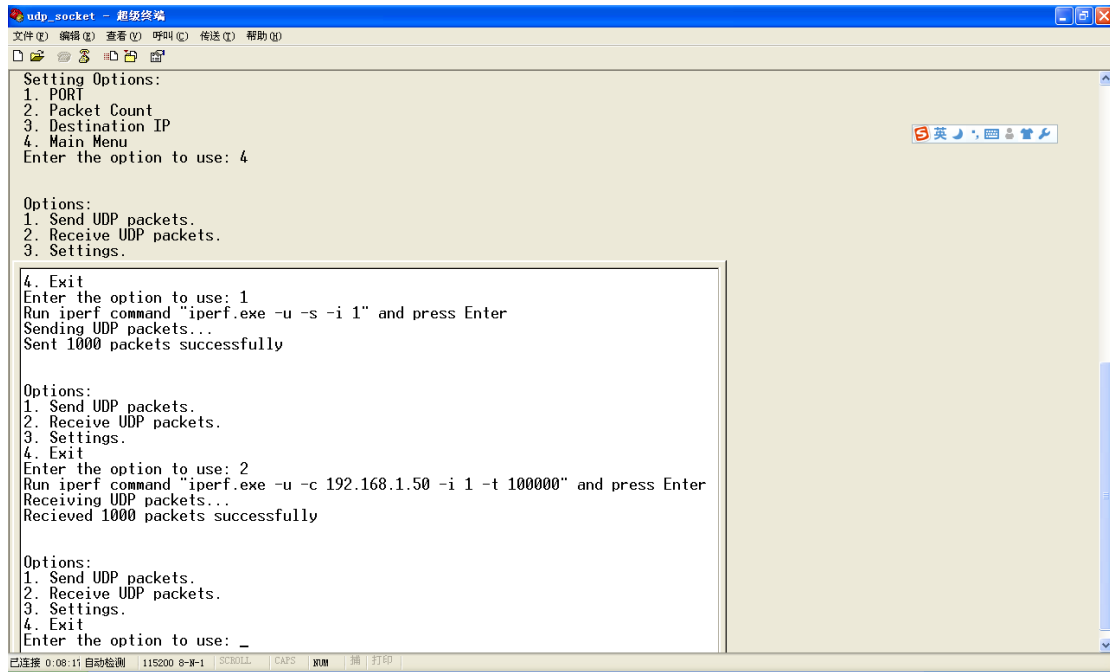 udp_socket - 超级终端
文件(F) 编辑(E) 查看(V) 呼叫(C) 传送(T) 帮助(H)
Setting Options:
1. PORT
2. Packet Count
3. Destination IP
4. Main Menu
Enter the option to use: 4
英
Options:
1. Send UDP packets.
2. Receive UDP packets.
3. Settings.
4. Exit
Enter the option to use: 1
Run iperf command "iperf.exe -u -s -i 1" and press Enter
Sending UDP packets...
Sent 1000 packets successfully
Options:
1. Send UDP packets.
2. Receive UDP packets.
3. Settings.
4. Exit
Enter the option to use: 2
Run iperf command "iperf.exe -u -c 192.168.1.50 -i 1 -t 100000" and press Enter
Receiving UDP packets...
Recieved 1000 packets successfully
Options:
1. Send UDP packets.
2. Receive UDP packets.
3. Settings.
4. Exit
Enter the option to use: _
已连接 0:08:17 自动检测 115200 8-N-1 SCROLL CAPS NUM 捕 打印